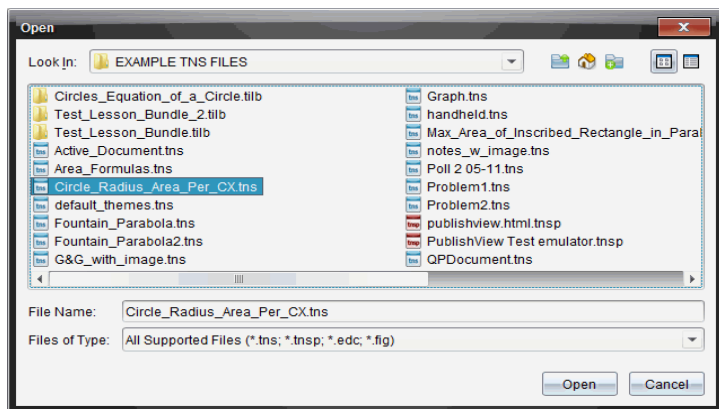 Open
Look In: EXAMPLE TNS FILES
Circles_Equation_of_a_Circle.tilb
Test_Lesson_Bundle_2.tilb
Test_Lesson_Bundle.tilb
Active_Document.tns
Area_Formulas.tns
Circle_Radius_Area_Per_CX.tns
default_themes.tns
Fountain_Parabola.tns
Fountain_Parabola2.tns
G&G_with_image.tns
Graph.tns
handheld.tns
Max_Area_of_Inscribed_Rectangle_in_Paral
notes_w_image.tns
Poll 2 05-11.tns
Problem1.tns
Problem2.tns
publishview.html.tnsp
PublishView Test emulator.tnsp
QPDocument.tns
File Name: Circle_Radius_Area_Per_CX.tns
Files of Type: All Supported Files (*.tns; *.tnsp; *.edc; *.fig)
Open Cancel